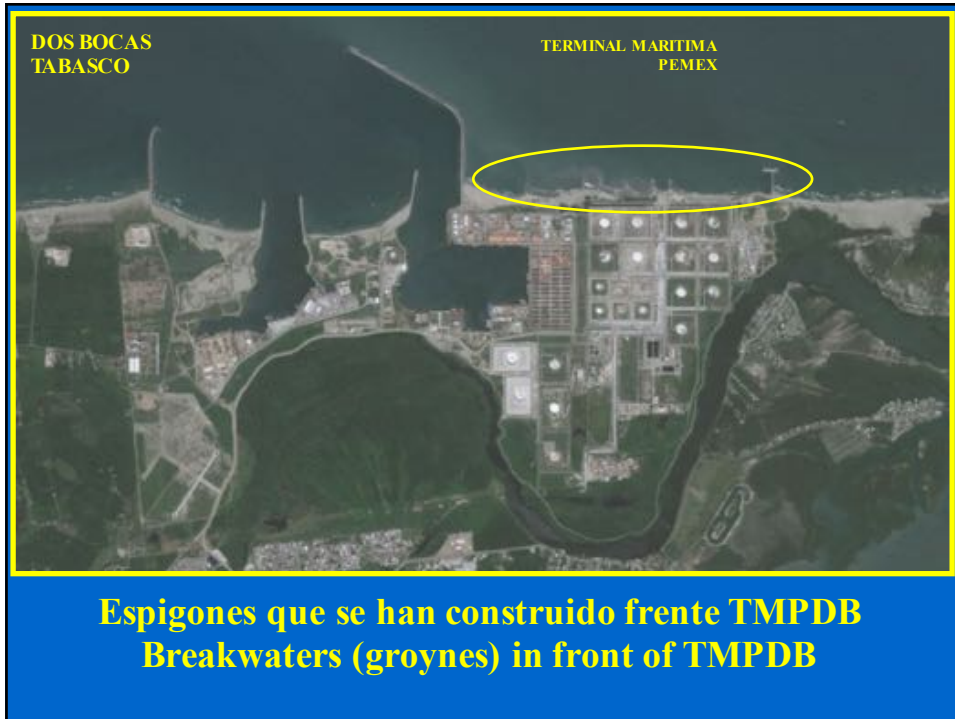 DOS BOCAS
TABASCO
TERMINAL MARITIMA
PEMEX
Espigones que se han construido frente TMPDB
Breakwaters (groynes) in front of TMPDB